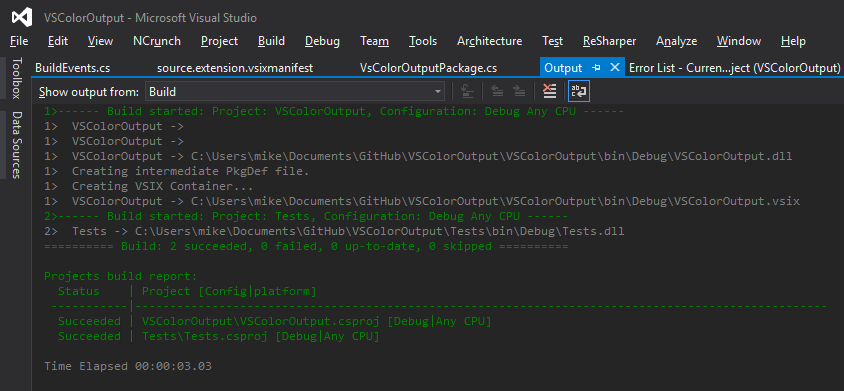 VSColorOutput - Microsoft Visual Studio
File Edit View NCrunch Project Build Debug Team Tools Architecture Test ReSharper Analyze Window Help
Toolbox
Data Sources
BuildEvents.cs source.extension.vsixmanifest VsColorOutputPackage.cs Output Error List - Curren...ject (VSColorOutput)
Show output from: Build
1>------ Build started: Project: VSColorOutput, Configuration: Debug Any CPU ------
1>  VSColorOutput ->
1>  VSColorOutput ->
1>  VSColorOutput -> C:\Users\mike\Documents\GitHub\VSColorOutput\VSColorOutput\bin\Debug\VSColorOutput.dll
1>  Creating intermediate PkgDef file.
1>  Creating VSIX Container...
1>  VSColorOutput -> C:\Users\mike\Documents\GitHub\VSColorOutput\VSColorOutput\bin\Debug\VSColorOutput.vsix
2>------ Build started: Project: Tests, Configuration: Debug Any CPU ------
2>  Tests -> C:\Users\mike\Documents\GitHub\VSColorOutput\Tests\bin\Debug\Tests.dll
========== Build: 2 succeeded, 0 failed, 0 up-to-date, 0 skipped ==========
Projects build report:
  Status    | Project [Config|platform]
 -----------|-------------------------------------------------------------------------------------------
  Succeeded | VSColorOutput\VSColorOutput.csproj [Debug|Any CPU]
  Succeeded | Tests\Tests.csproj [Debug|Any CPU]
Time Elapsed 00:00:03.03